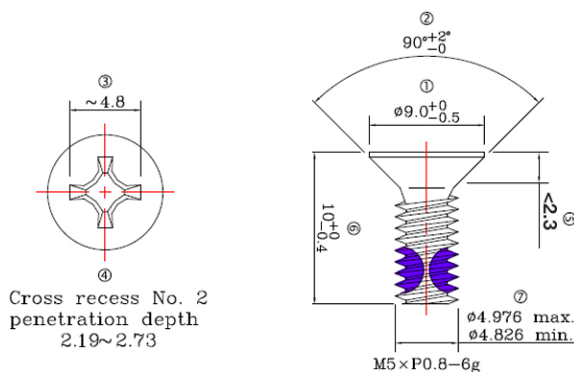 ③
~4.8
④
Cross recess No. 2
penetration depth
2.19~2.73
②
90°+2°
-0
①
ø9.0+0
-0.5
10+0
-0.4
⑥
<2.3
⑤
⑦
ø4.976 max.
ø4.826 min.
M5×P0.8-6g